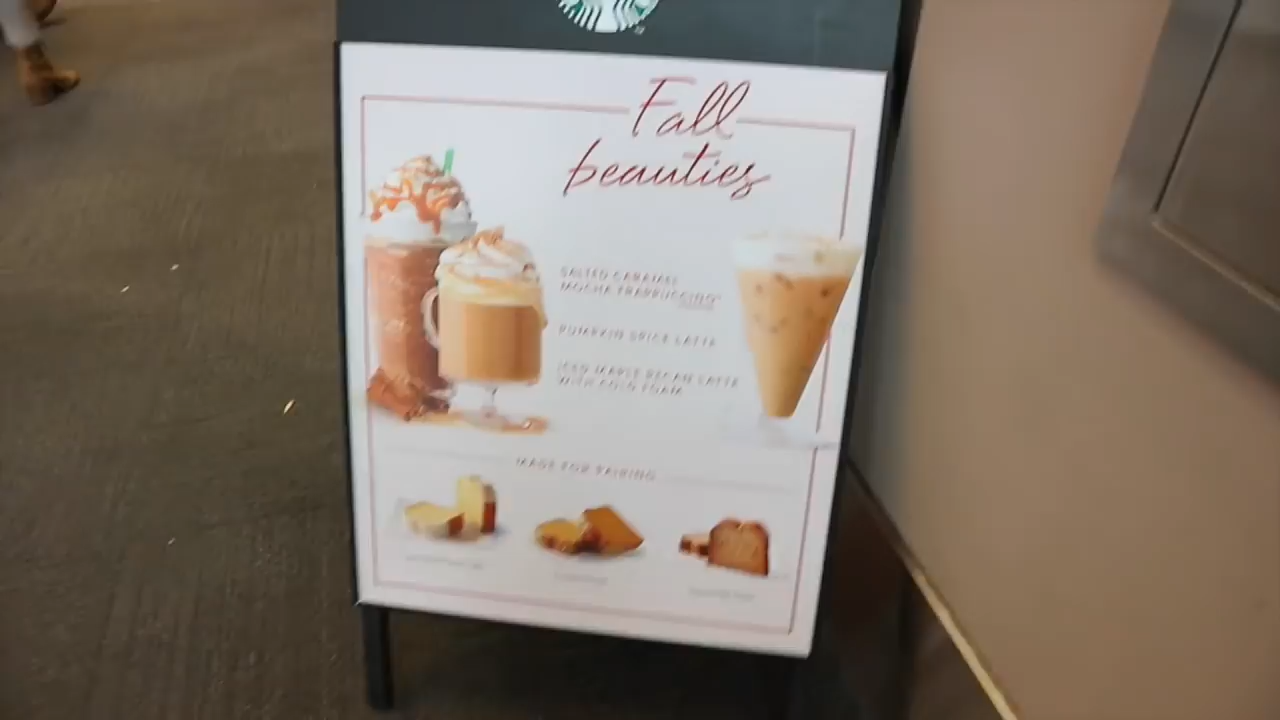 Fall
beauties
SALTED CARAMEL
MOCHA FRAPPUCCINO®
PUMPKIN SPICE LATTE
ICED MAPLE PECAN LATTE
WITH COLD FOAM
MADE FOR PAIRING